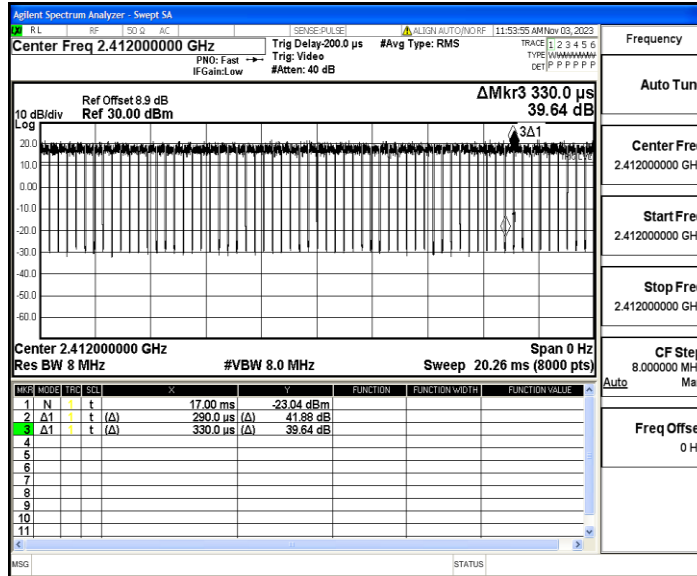 Agilent Spectrum Analyzer - Swept SA
RL RF 50 Ω AC SENSE:PULSE ALIGN AUTO/NO RF 11:53:55 AM Nov 03, 2023
Center Freq 2.412000000 GHz
PNO: Fast
IFGain:Low
Trig Delay-200.0 µs
Trig: Video
#Atten: 40 dB
#Avg Type: RMS
TRACE 1 2 3 4 5 6
TYPE
DET P P P P P P
ΔMkr3 330.0 µs
39.64 dB
Ref Offset 8.9 dB
10 dB/div Ref 30.00 dBm
Log
3Δ1
20.0
TRIG LVL
10.0
0.00
-10.0
1
-20.0
-30.0
-40.0
-50.0
-60.0
Center 2.412000000 GHz Span 0 Hz
Res BW 8 MHz #VBW 8.0 MHz Sweep 20.26 ms (8000 pts)
MKR MODE TRC SCL X Y FUNCTION FUNCTION WIDTH FUNCTION VALUE
1 N 1 t 17.00 ms -23.04 dBm
2 Δ1 1 t (Δ) 290.0 µs (Δ) 41.88 dB
3 Δ1 1 t (Δ) 330.0 µs (Δ) 39.64 dB
4
5
6
7
8
9
10
11
MSG STATUS
Frequency
Auto Tun
Center Fre
2.412000000 GH
Start Fre
2.412000000 GH
Stop Fre
2.412000000 GH
CF Step
8.000000 MH
Auto Ma
Freq Offse
0 H